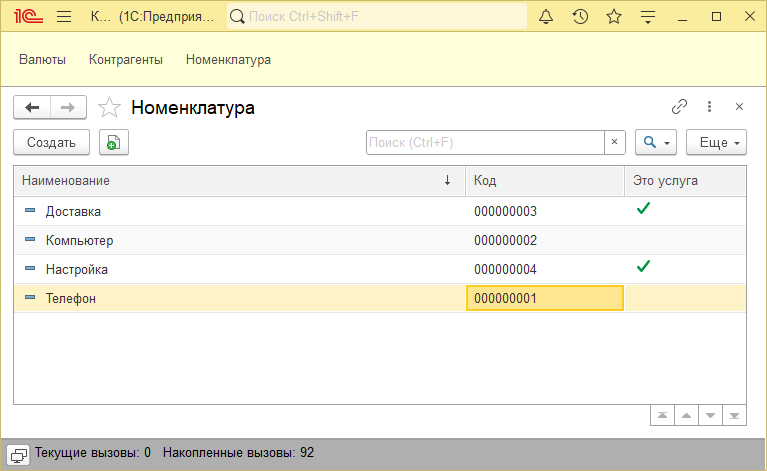 1С К... (1С:Предприя... Поиск Ctrl+Shift+F
Валюты Контрагенты Номенклатура
Номенклатура
Создать Поиск (Ctrl+F) × Еще
Наименование ↓ Код Это услуга
Доставка 000000003
Компьютер 000000002
Настройка 000000004
Телефон 000000001
Текущие вызовы: 0 Накопленные вызовы: 92